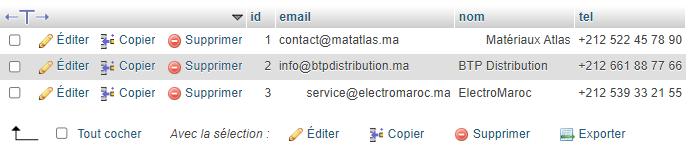 id email nom tel
Éditer Copier Supprimer 1 contact@matatlas.ma Matériaux Atlas +212 522 45 78 90
Éditer Copier Supprimer 2 info@btpdistribution.ma BTP Distribution +212 661 88 77 66
Éditer Copier Supprimer 3 service@electromaroc.ma ElectroMaroc +212 539 33 21 55
Tout cocher Avec la sélection : Éditer Copier Supprimer Exporter